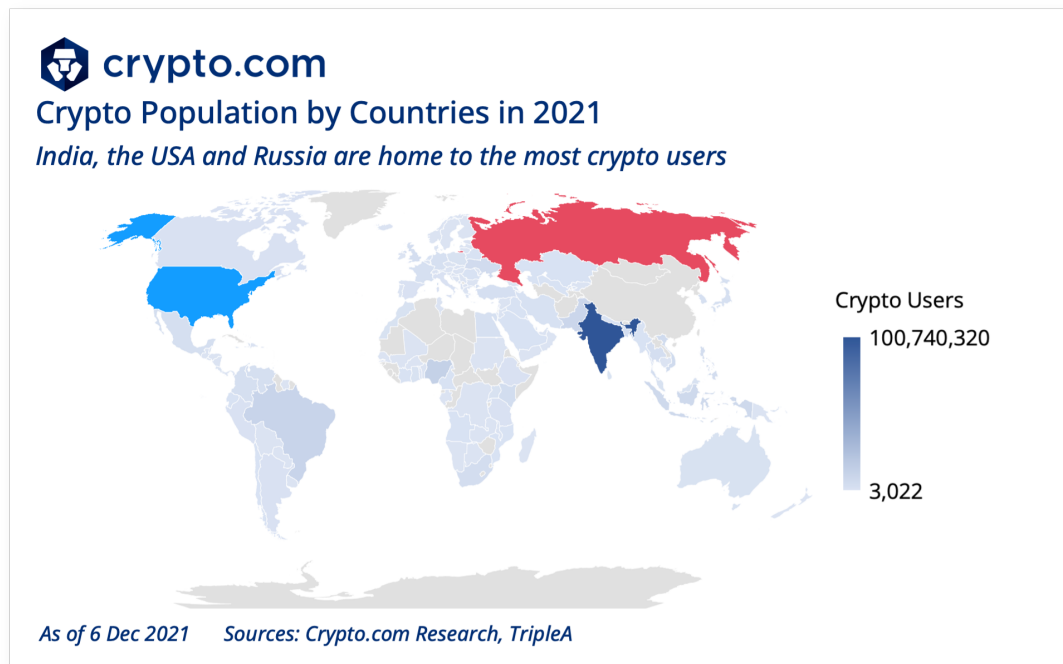 crypto.com
Crypto Population by Countries in 2021
India, the USA and Russia are home to the most crypto users
Crypto Users
100,740,320
3,022
As of 6 Dec 2021 Sources: Crypto.com Research, TripleA